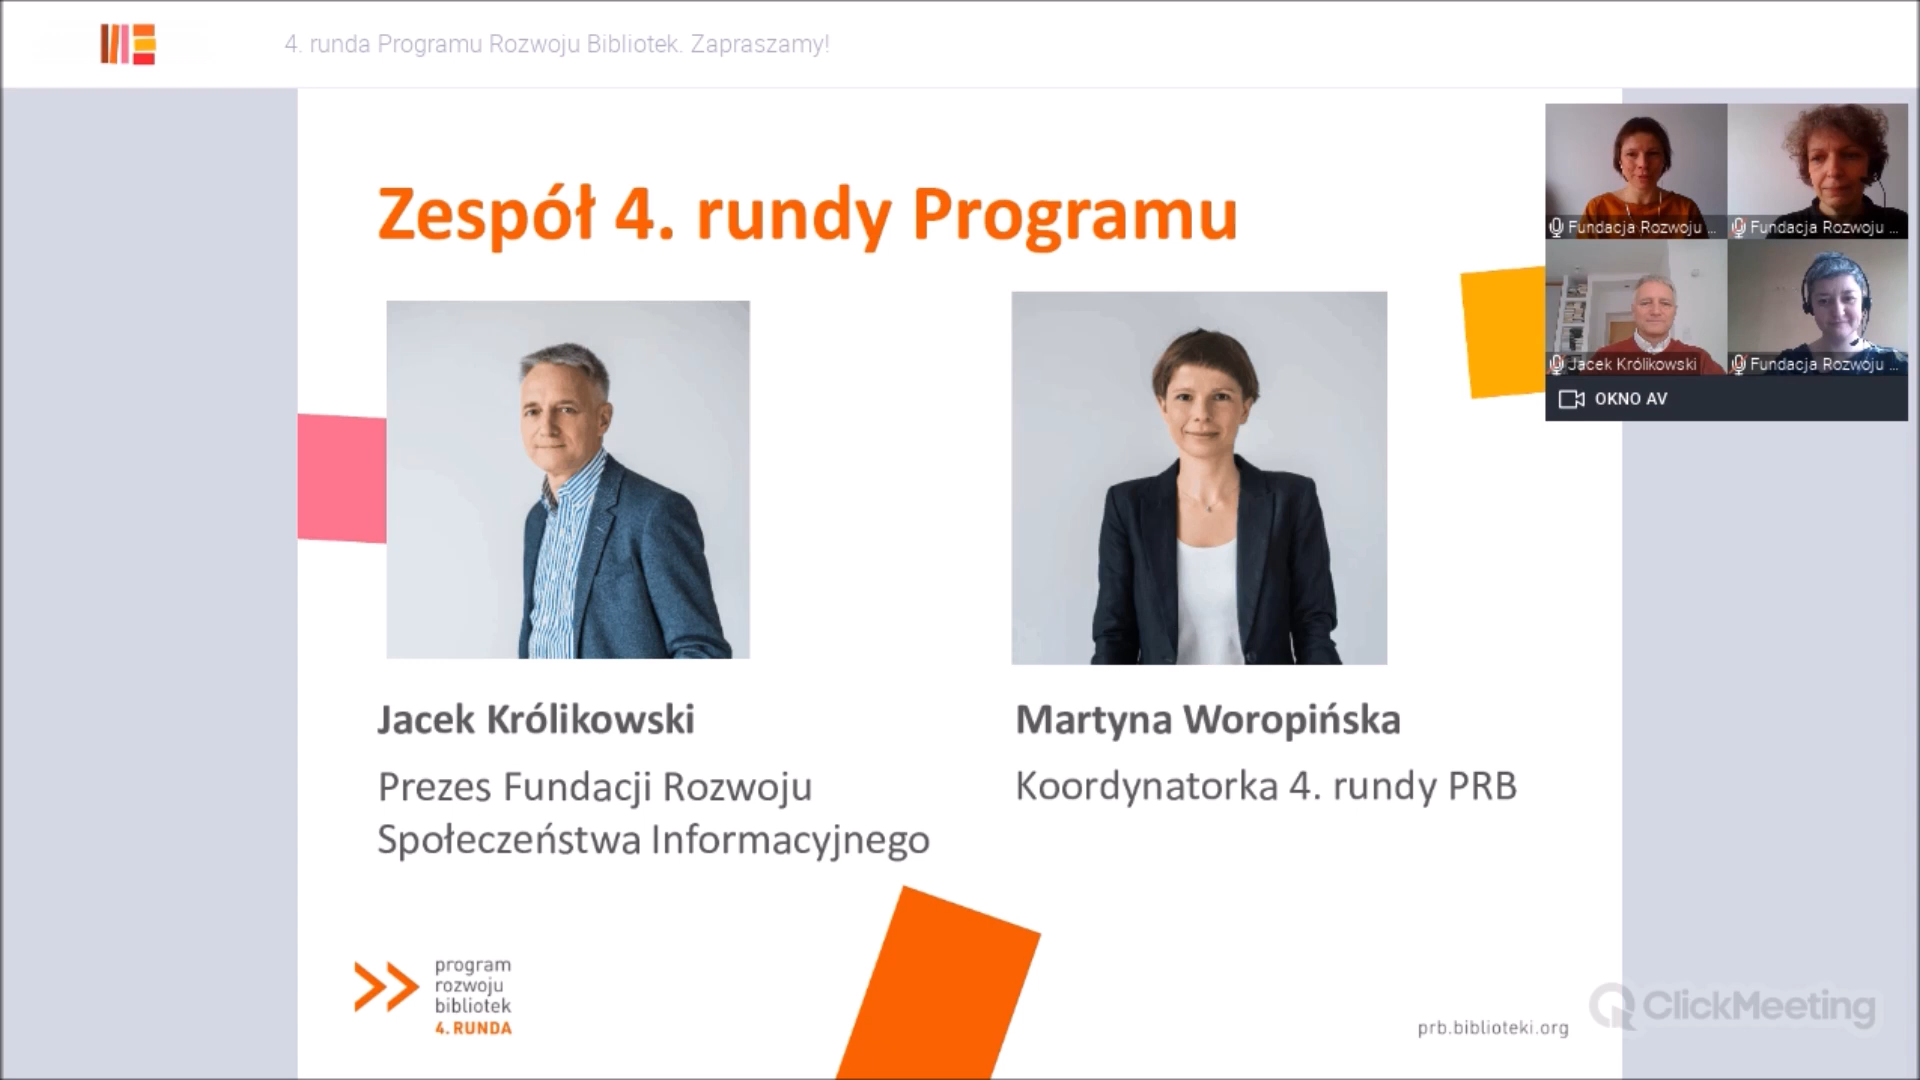 4. runda Programu Rozwoju Bibliotek. Zapraszamy!
Zespół 4. rundy Programu
Fundacja Rozwoju ...
Fundacja Rozwoju ...
Jacek Królikowski
Fundacja Rozwoju ...
OKNO AV
Jacek Królikowski
Prezes Fundacji Rozwoju
Społeczeństwa Informacyjnego
Martyna Woropińska
Koordynatorka 4. rundy PRB
program
rozwoju
bibliotek
4. RUNDA
prb.biblioteki.org
ClickMeeting